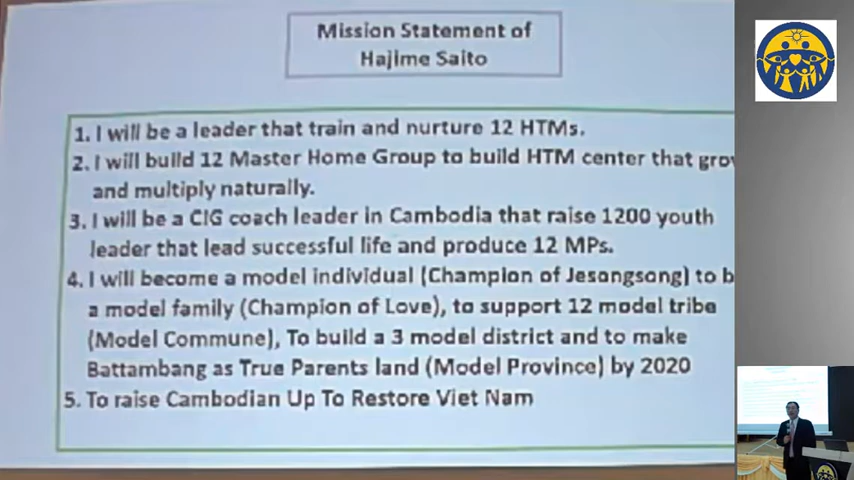 Mission Statement of
Hajime Saito
1. I will be a leader that train and nurture 12 HTMs.
2. I will build 12 Master Home Group to build HTM center that grow
and multiply naturally.
3. I will be a CIG coach leader in Cambodia that raise 1200 youth
leader that lead successful life and produce 12 MPs.
4. I will become a model individual (Champion of Jesongsong) to b
a model family (Champion of Love), to support 12 model tribe
(Model Commune), To build a 3 model district and to make
Battambang as True Parents land (Model Province) by 2020
5. To raise Cambodian Up To Restore Viet Nam